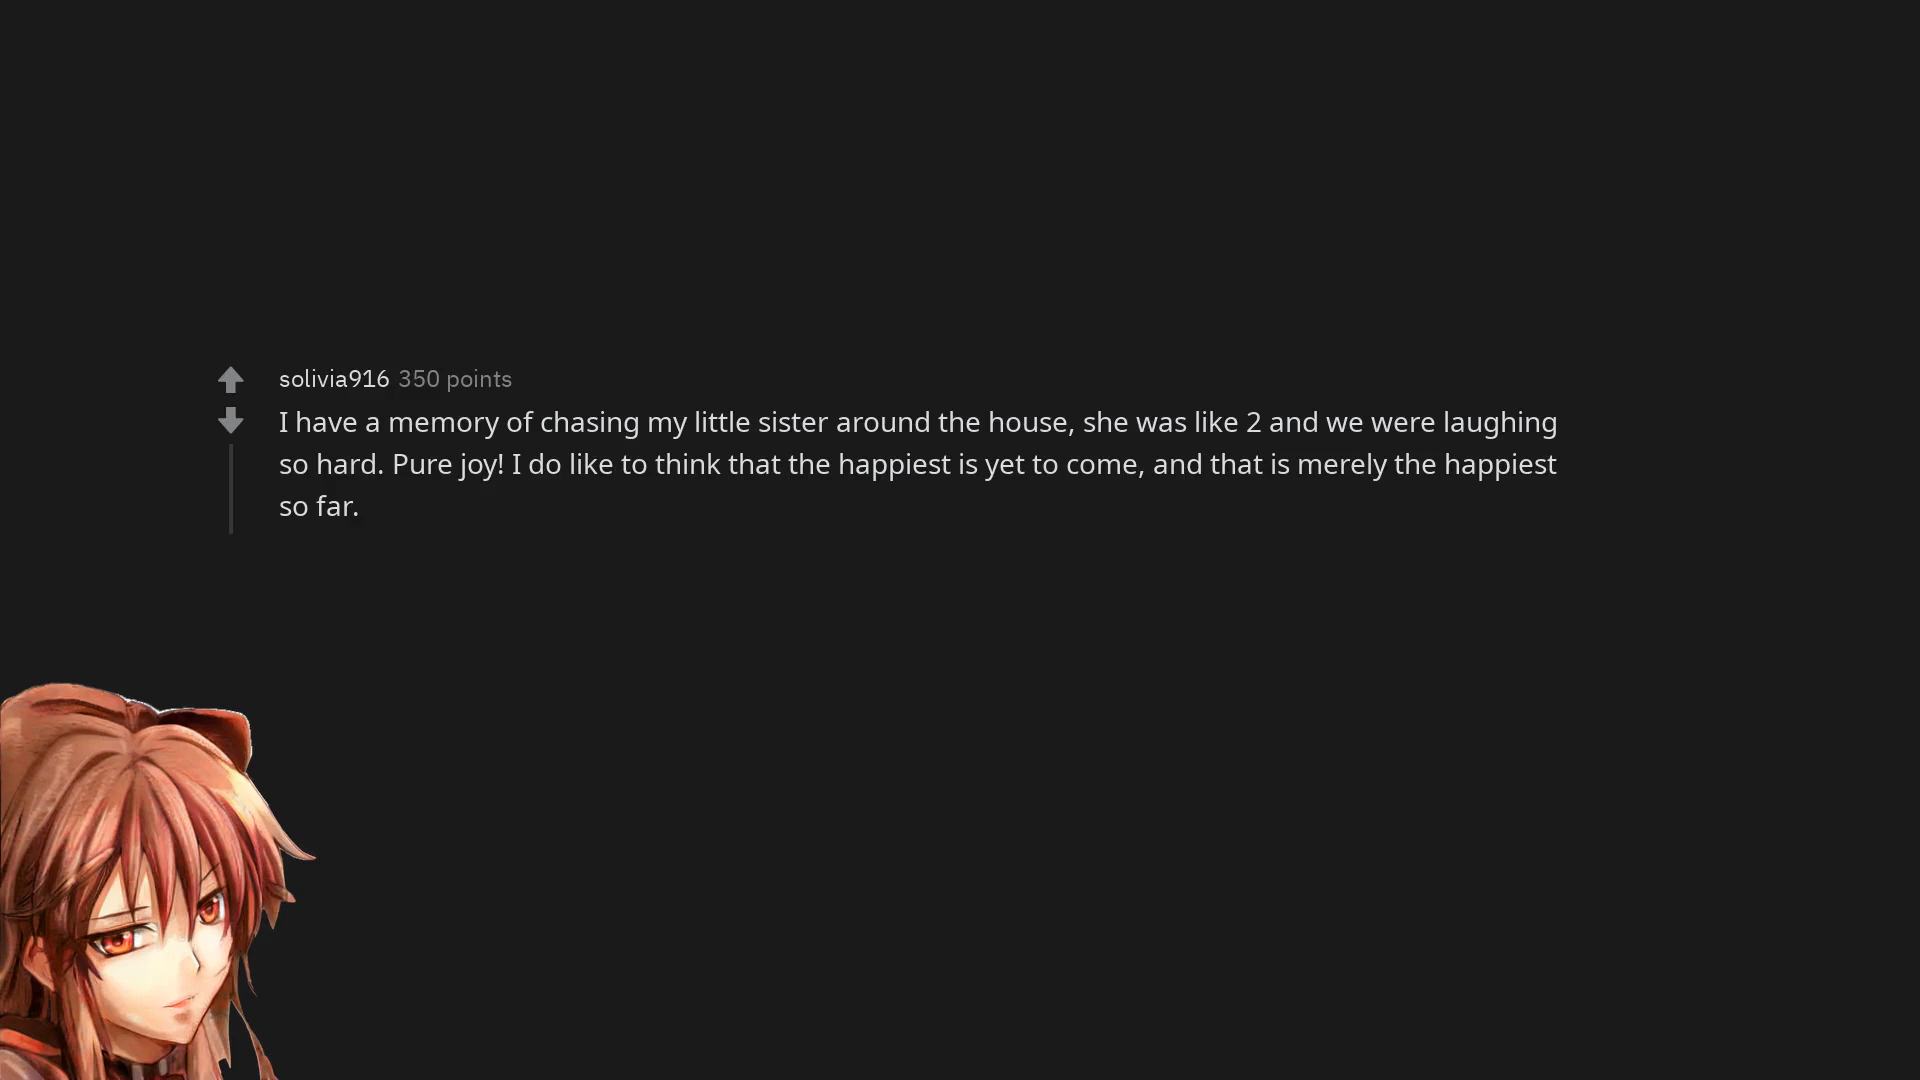 solivia916 350 points
I have a memory of chasing my little sister around the house, she was like 2 and we were laughing
so hard. Pure joy! I do like to think that the happiest is yet to come, and that is merely the happiest
so far.